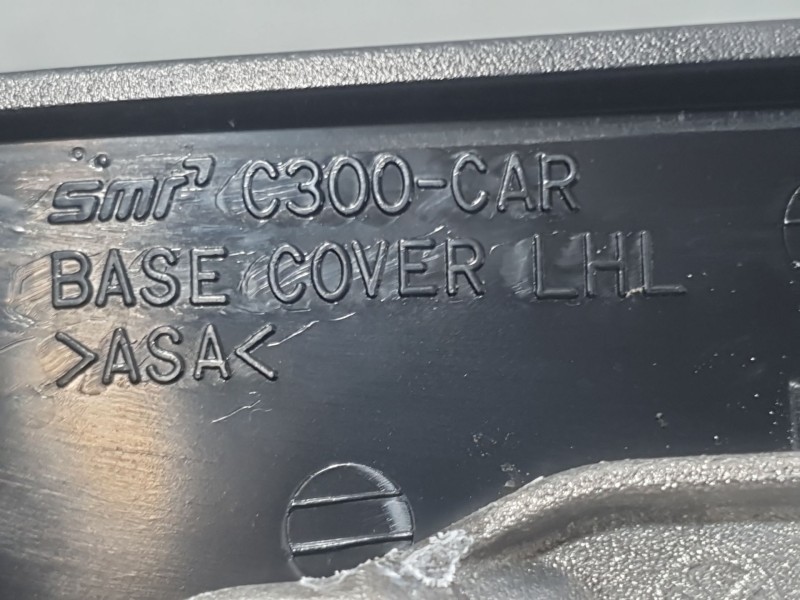 SMR C300-CAR
BASE COVER LHL
>ASA<